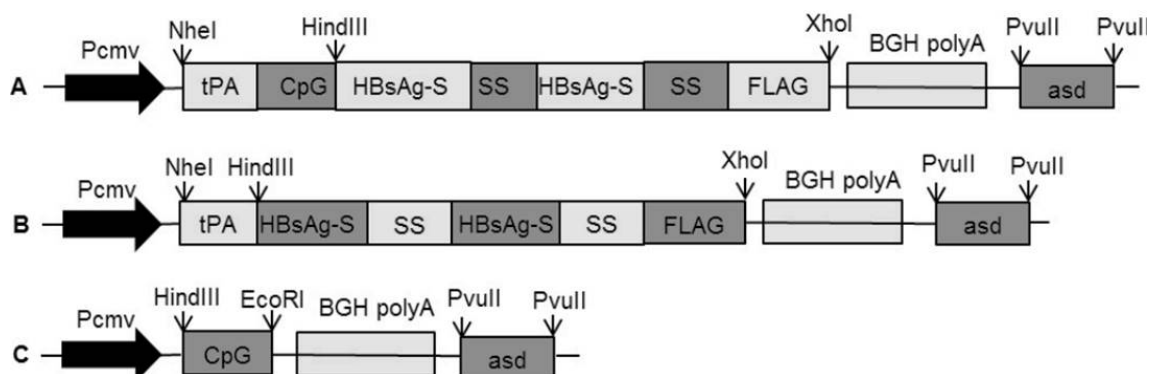 Pcmv NheI HindIII XhoI BGH polyA PvuII PvuII
A tPA CpG HBsAg-S SS HBsAg-S SS FLAG asd
Pcmv NheI HindIII XhoI BGH polyA PvuII PvuII
B tPA HBsAg-S SS HBsAg-S SS FLAG asd
Pcmv HindIII EcoRI BGH polyA PvuII PvuII
C CpG asd